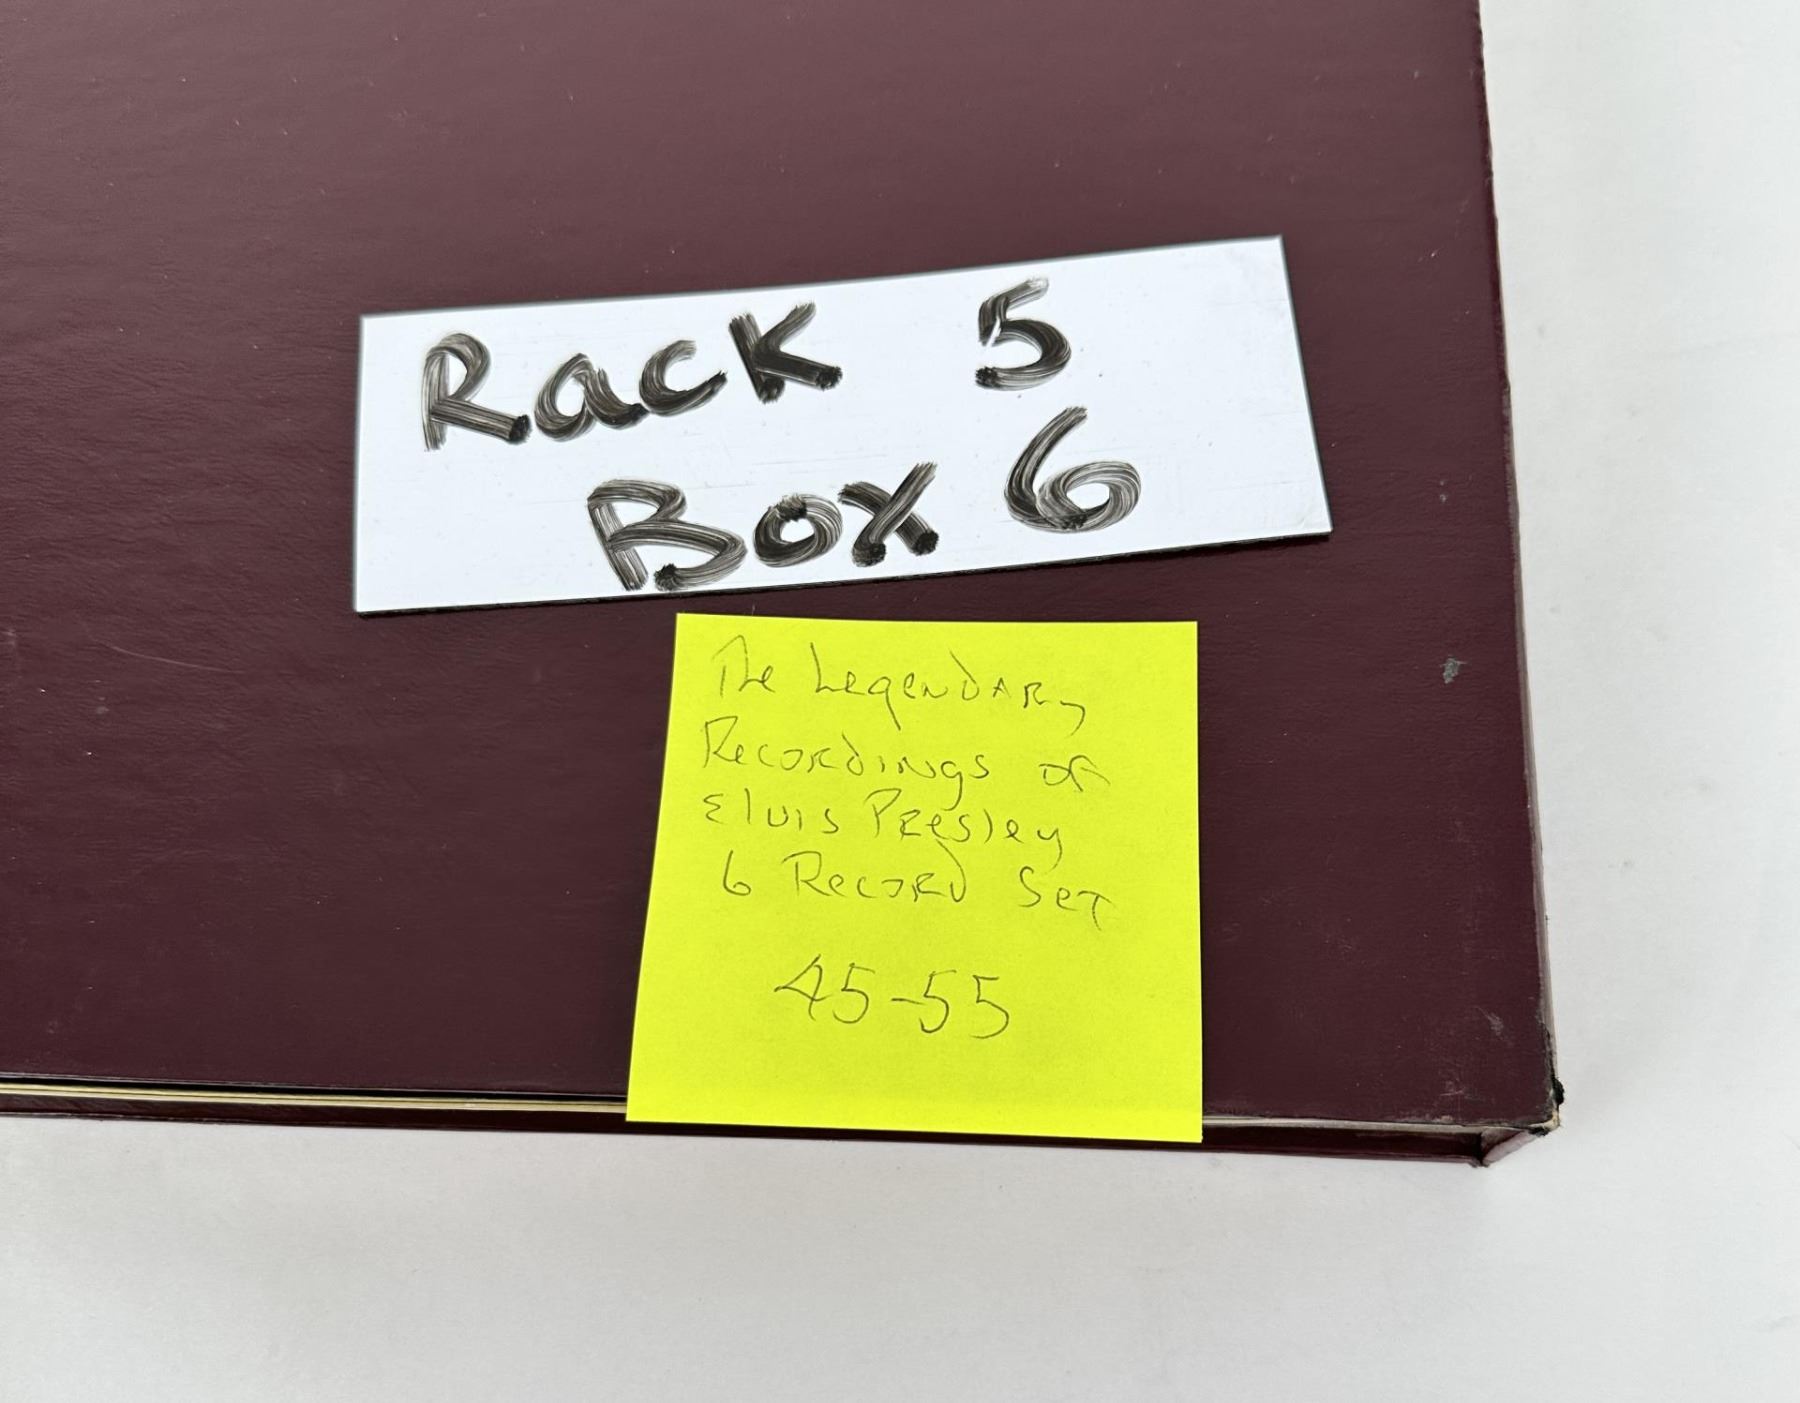 Rack 5
Box 6
The Legendary
Recordings of
Elvis Presley
6 Record Set
45-55